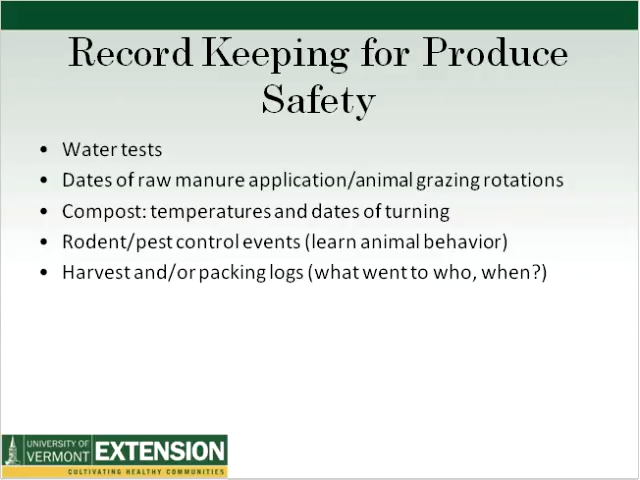 Record Keeping for Produce
Safety
• Water tests
• Dates of raw manure application/animal grazing rotations
• Compost: temperatures and dates of turning
• Rodent/pest control events (learn animal behavior)
• Harvest and/or packing logs (what went to who, when?)
UNIVERSITY OF
VERMONT EXTENSION
CULTIVATING HEALTHY COMMUNITIES